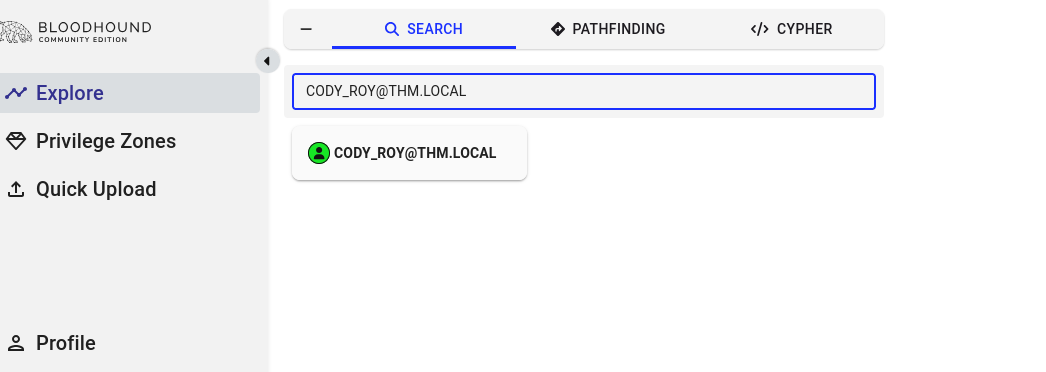 BLOODHOUND
COMMUNITY EDITION
SEARCH
PATHFINDING
CYPHER
Explore
CODY_ROY@THM.LOCAL
Privilege Zones
CODY_ROY@THM.LOCAL
Quick Upload
Profile